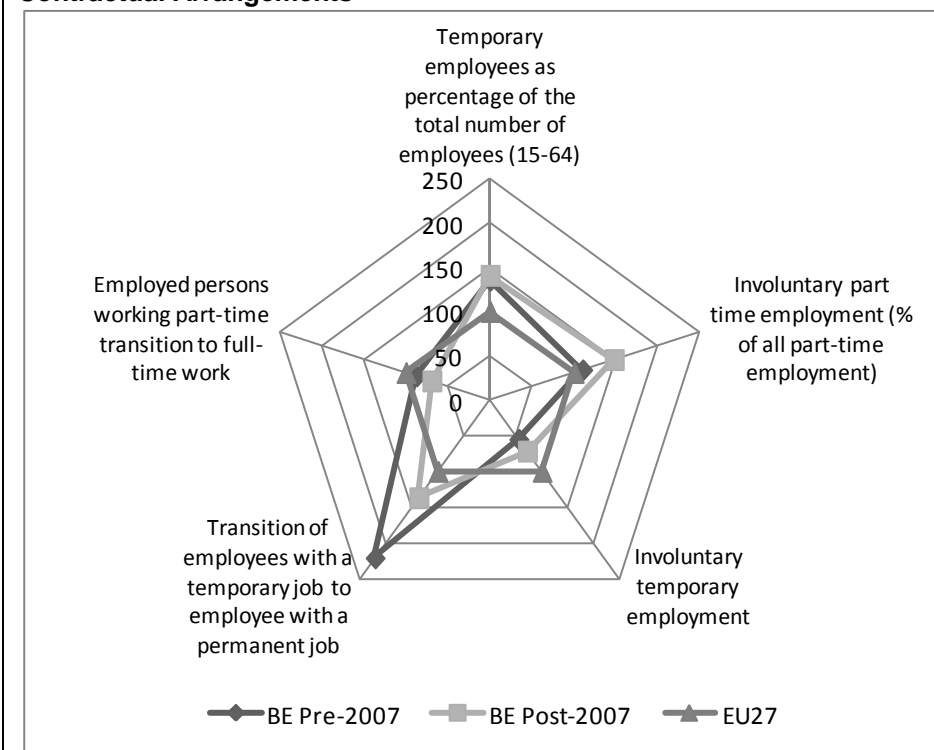 Contractual Arrangements
Temporary
employees as
percentage of the
total number of
employees (15-64)
250
200
150
100
50
0
Employed persons
working part-time
transition to full-
time work
Involuntary part
time employment (%
of all part-time
employment)
Transition of
employees with a
temporary job to
employee with a
permanent job
Involuntary
temporary
employment
BE Pre-2007
BE Post-2007
EU27